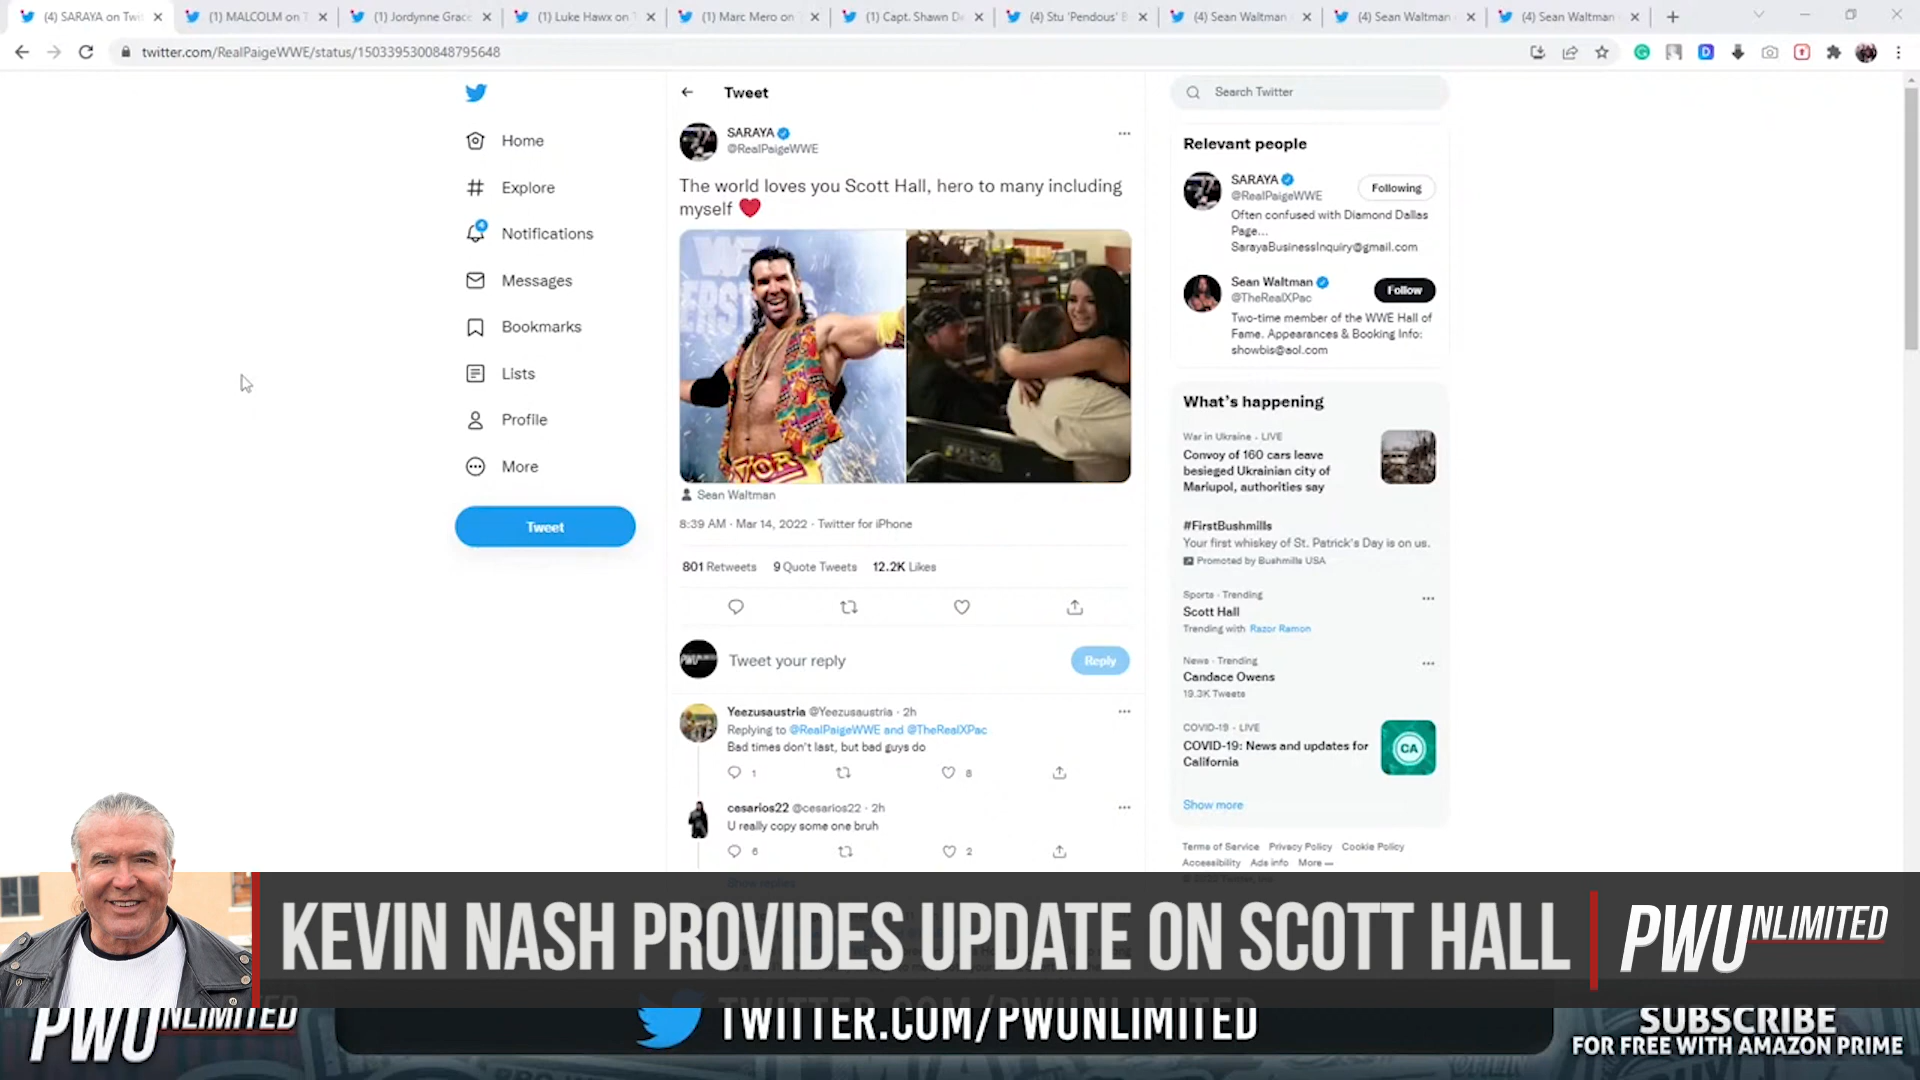 (4) SARAYA on Twit
(1) MALCOLM on T
(1) Jordynne Grace
(1) Luke Hawx on T
(1) Marc Mero on
(1) Capt. Shawn D
(4) Stu 'Pendous' B
(4) Sean Waltman
(4) Sean Waltman
(4) Sean Waltman
twitter.com/RealPaigeWWE/status/1503395300848795648
Home
Explore
4
Notifications
Messages
Bookmarks
Lists
Profile
More
Tweet
Tweet
SARAYA
@RealPaigeWWE
The world loves you Scott Hall, hero to many including
myself ❤
Sean Waltman
8:39 AM · Mar 14, 2022 · Twitter for iPhone
801 Retweets 9 Quote Tweets 12.2K Likes
Tweet your reply
Reply
Yeezusaustria @Yeezusaustria · 2h
Replying to @RealPaigeWWE and @TheRealXPac
Bad times don't last, but bad guys do
1
8
cesarios22 @cesarios22 · 2h
U really copy some one bruh
6
2
Show replies
Search Twitter
Relevant people
SARAYA
@RealPaigeWWE
Following
Often confused with Diamond Dallas
Page...
SarayaBusinessInquiry@gmail.com
Sean Waltman
@TheRealXPac
Follow
Two-time member of the WWE Hall of
Fame. Appearances & Booking Info:
showbis@aol.com
What's happening
War in Ukraine · LIVE
Convoy of 160 cars leave
besieged Ukrainian city of
Mariupol, authorities say
#FirstBushmills
Your first whiskey of St. Patrick's Day is on us.
Promoted by Bushmills USA
Sports · Trending
Scott Hall
Trending with Razor Ramon
News · Trending
Candace Owens
19.3K Tweets
COVID-19 · LIVE
COVID-19: News and updates for
California
CA
Show more
Terms of Service Privacy Policy Cookie Policy
Accessibility Ads info More
KEVIN NASH PROVIDES UPDATE ON SCOTT HALL
PWUNLIMITED
PWUNLIMITED
TWITTER.COM/PWUNLIMITED
SUBSCRIBE
FOR FREE WITH AMAZON PRIME